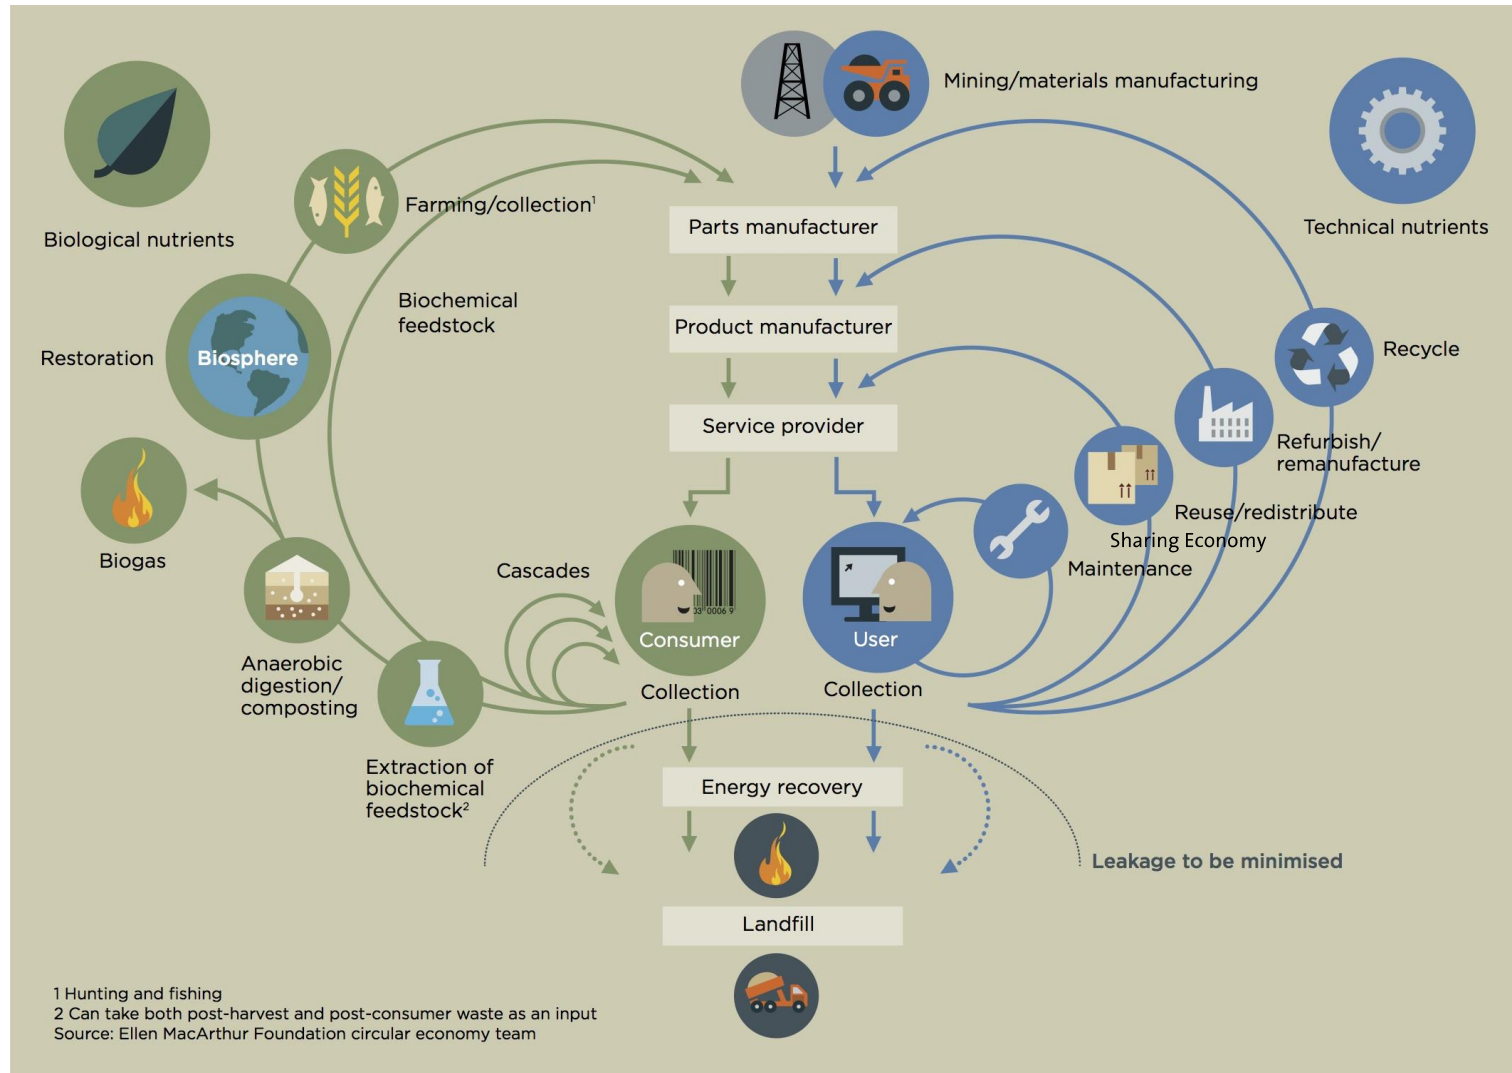 Mining/materials manufacturing
Biological nutrients
Farming/collection¹
Parts manufacturer
Technical nutrients
Biochemical
feedstock
Product manufacturer
Restoration
Biosphere
Recycle
Service provider
Refurbish/
remanufacture
Biogas
Reuse/redistribute
Sharing Economy
Maintenance
Cascades
03 0006 9
Consumer
User
Anaerobic
digestion/
composting
Collection
Collection
Extraction of
biochemical
feedstock²
Energy recovery
Leakage to be minimised
Landfill
1 Hunting and fishing
2 Can take both post-harvest and post-consumer waste as an input
Source: Ellen MacArthur Foundation circular economy team